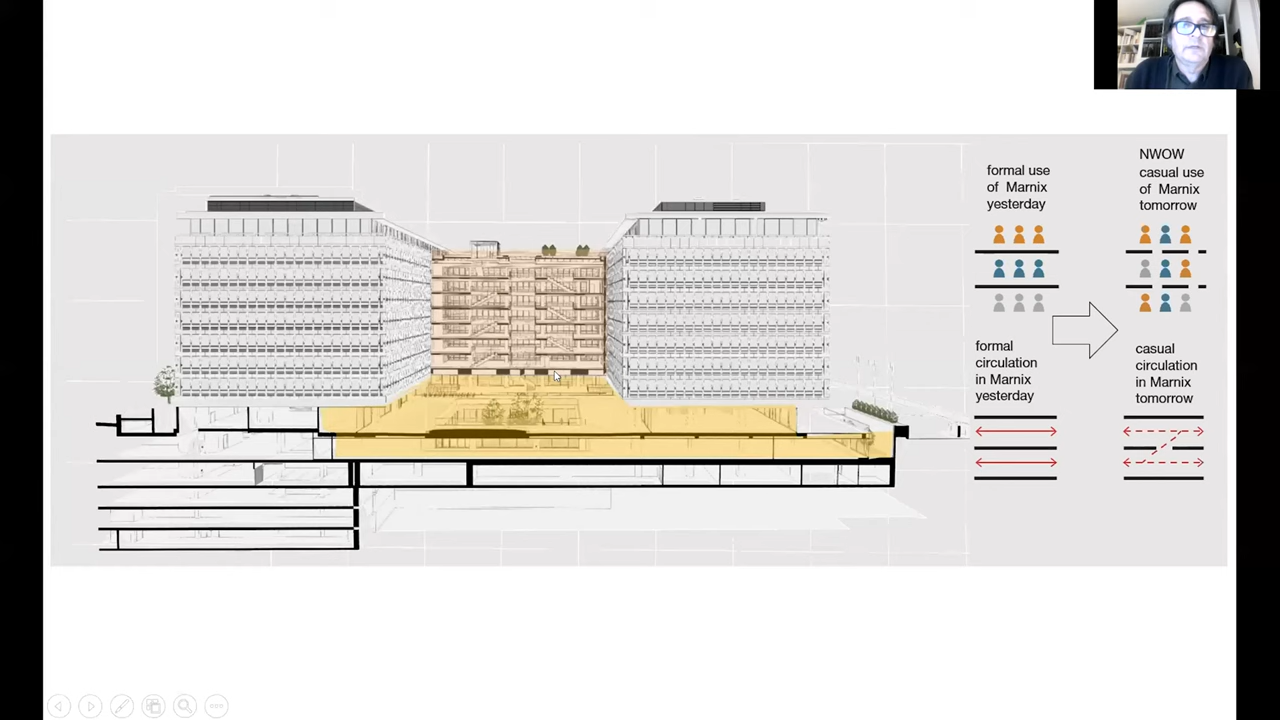 formal use
of Marnix
yesterday
NWOW
casual use
of Marnix
tomorrow
formal
circulation
in Marnix
yesterday
casual
circulation
in Marnix
tomorrow